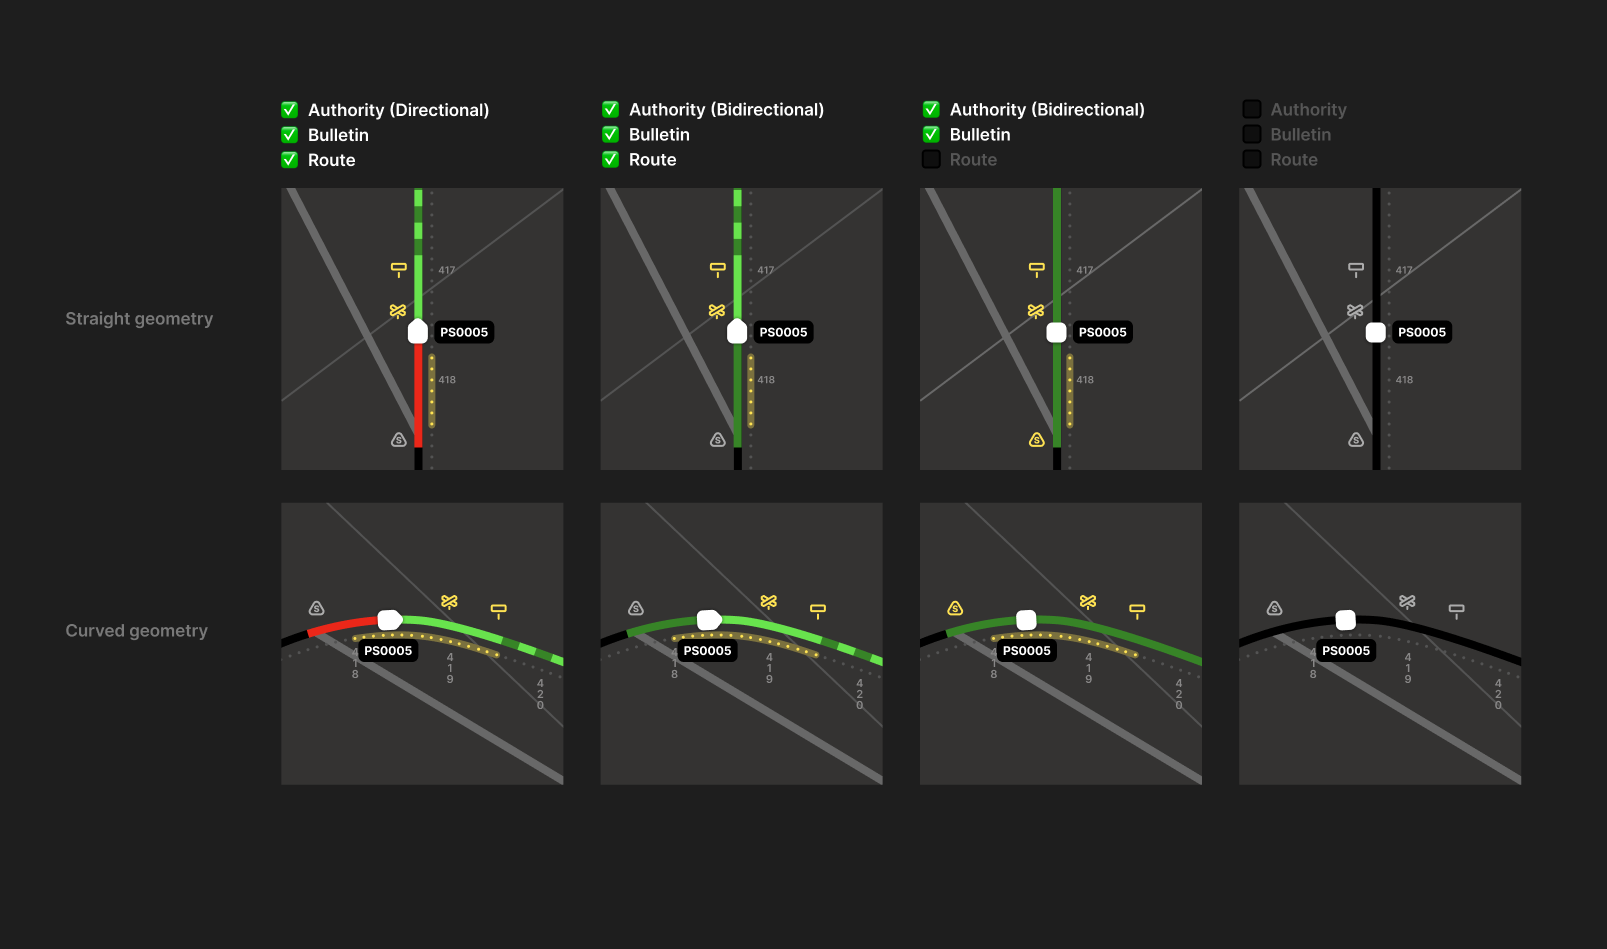 Authority (Directional)
Bulletin
Route
Authority (Bidirectional)
Bulletin
Route
Authority (Bidirectional)
Bulletin
Route
Authority
Bulletin
Route
Straight geometry
417
PS0005
418
S
417
PS0005
418
S
417
PS0005
418
S
417
PS0005
418
S
Curved geometry
S
PS0005
418
419
420
S
PS0005
418
419
420
S
PS0005
418
419
420
S
PS0005
418
419
420